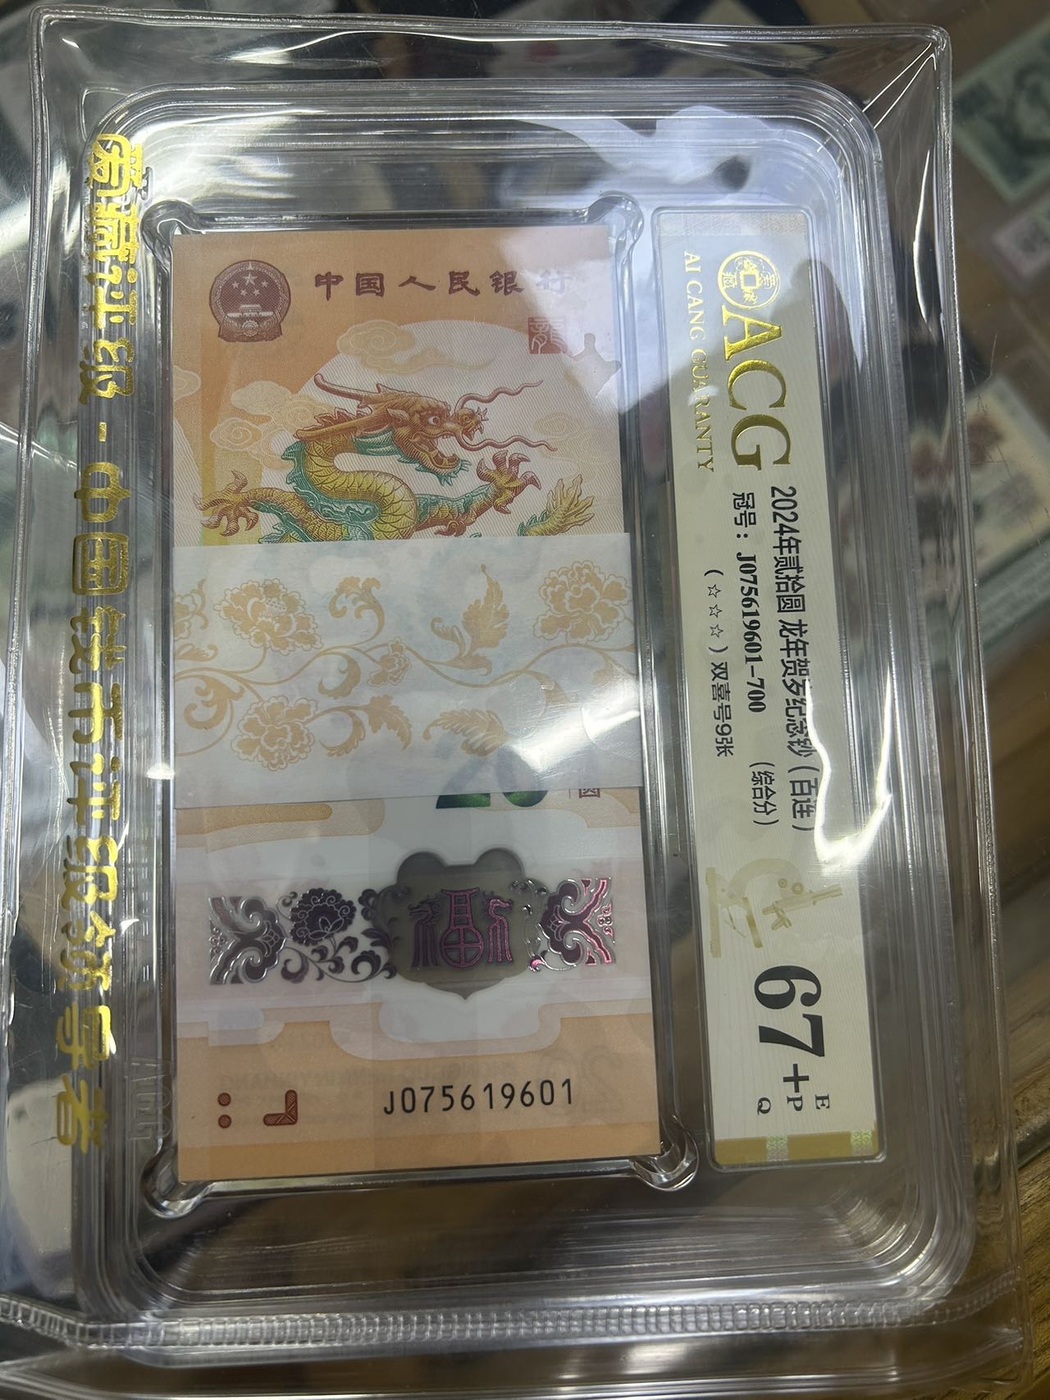 爱藏评级-中国钱币评级领导者
中国人民银行
J075619601
ACG
AI CANG GUARANTY
2024年贰拾圆 龙年贺岁纪念钞（百连）
冠号：J075619601-700（综合分）
（☆☆☆）双喜号9张
67+EPQ